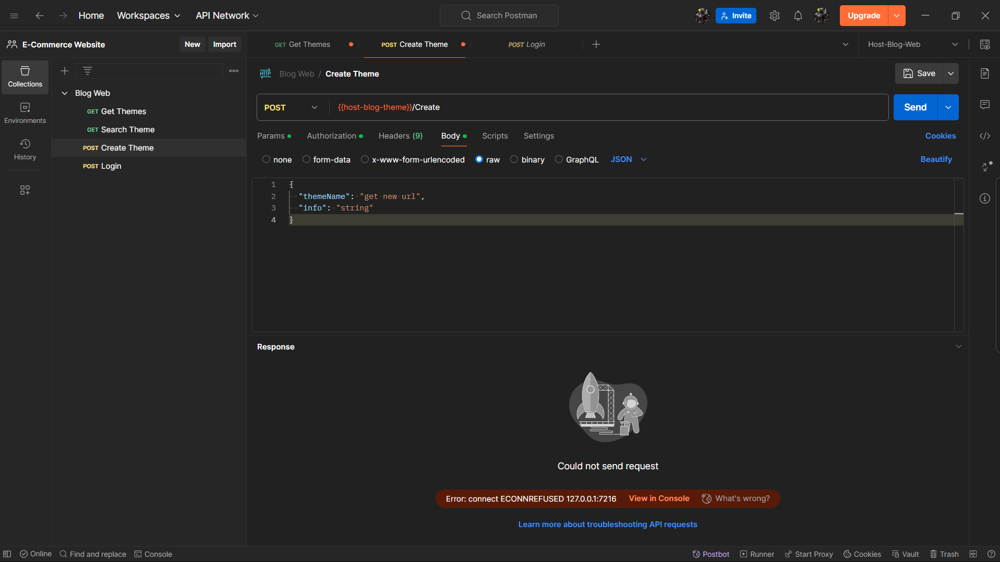 Home Workspaces API Network Search Postman Invite Upgrade
E-Commerce Website New Import GET Get Themes POST Create Theme POST Login Host-Blog-Web
Collections
Environments
History
Blog Web
GET Get Themes
GET Search Theme
POST Create Theme
POST Login
HTTP Blog Web / Create Theme Save
POST {{host-blog-theme}}/Create Send
Params Authorization Headers (9) Body Scripts Settings Cookies
none form-data x-www-form-urlencoded raw binary GraphQL JSON Beautify
1 {
2 "themeName": "get new url",
3 "info": "string"
4 }
Response
Could not send request
Error: connect ECONNREFUSED 127.0.0.1:7216 View in Console What's wrong?
Learn more about troubleshooting API requests
Online Find and replace Console Postbot Runner Start Proxy Cookies Vault Trash